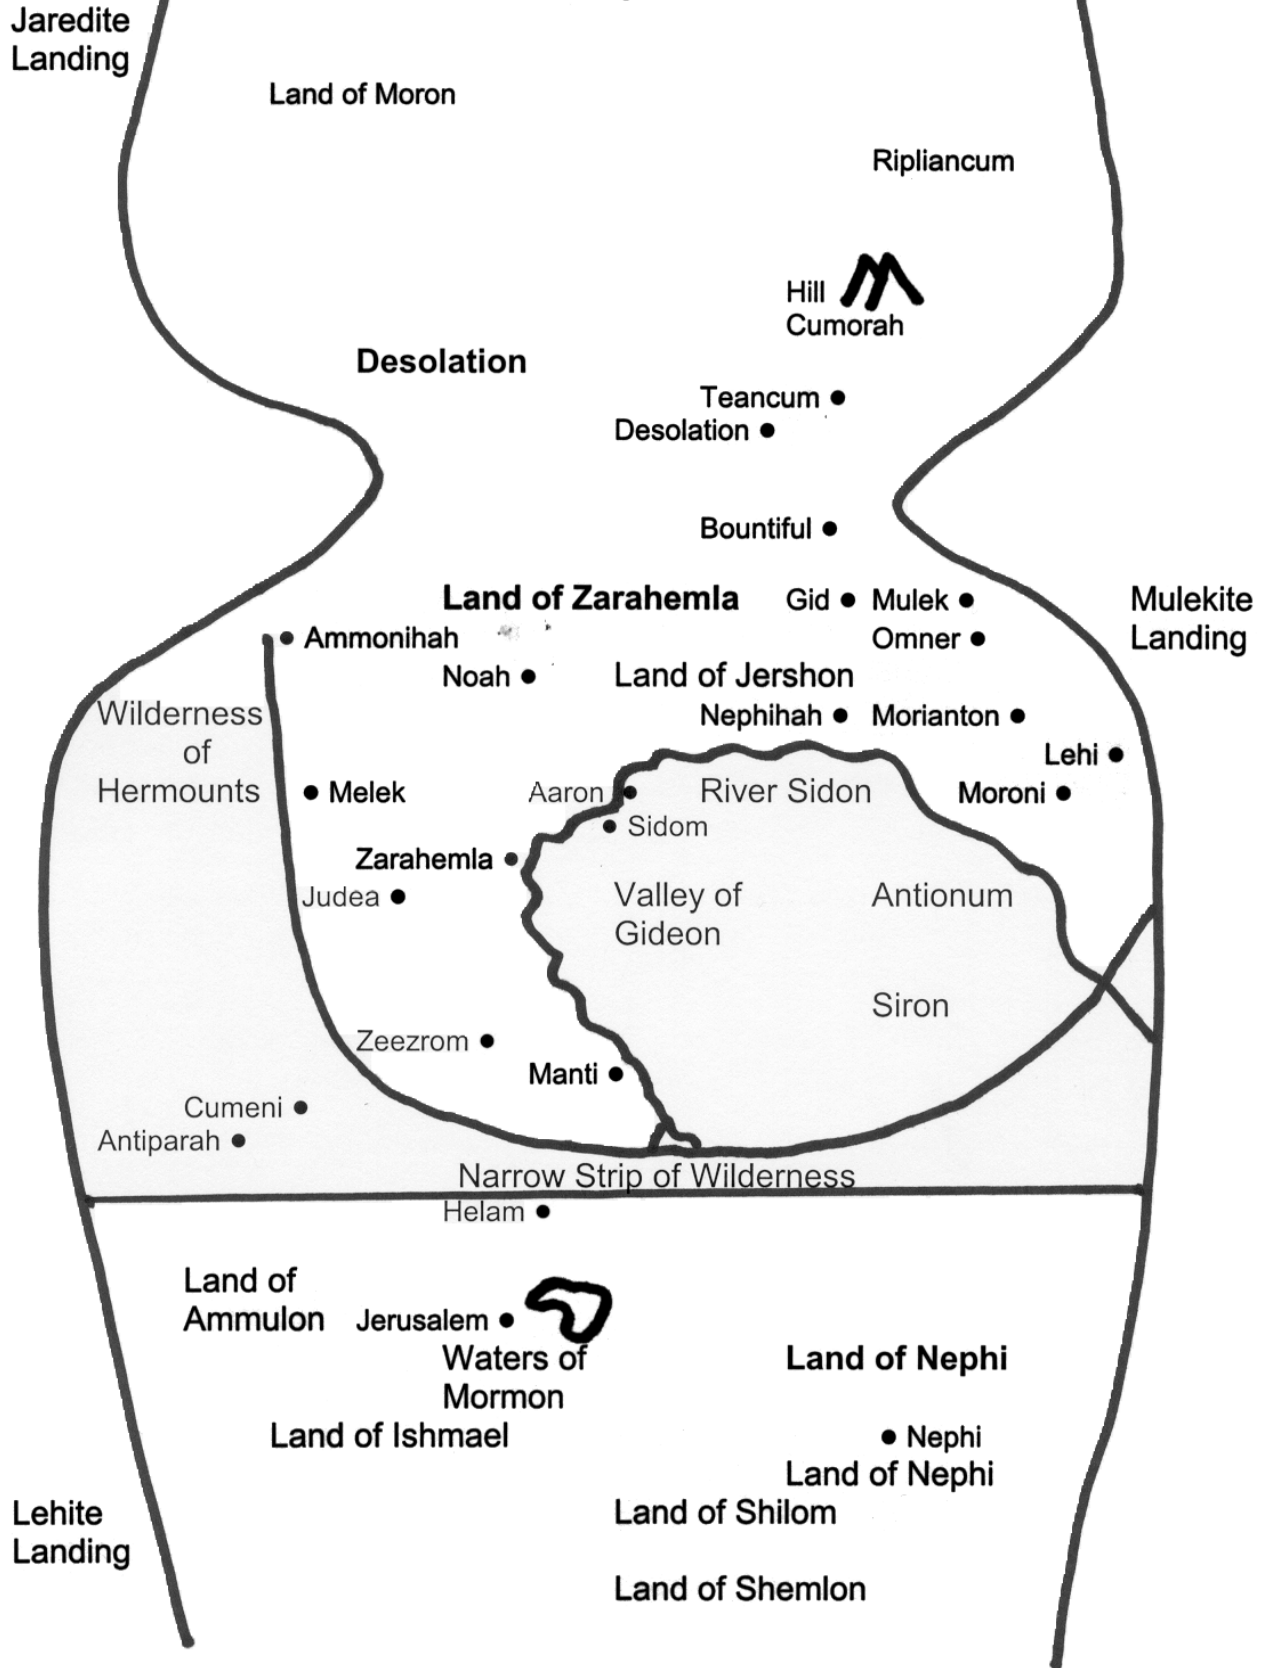 Jaredite
Landing
Land of Moron
Ripliancum
Hill
Cumorah
Desolation
Teancum
Desolation
Bountiful
Land of Zarahemla
Gid
Mulek
Mulekite
Landing
Ammonihah
Omner
Noah
Land of Jershon
Wilderness
of
Hermounts
Nephihah
Morianton
Lehi
Melek
Aaron
River Sidon
Moroni
Sidom
Zarahemla
Judea
Valley of
Gideon
Antionum
Siron
Zeezrom
Manti
Cumeni
Antiparah
Narrow Strip of Wilderness
Helam
Land of
Ammulon
Jerusalem
Waters of
Mormon
Land of Nephi
Land of Ishmael
Nephi
Land of Nephi
Lehite
Landing
Land of Shilom
Land of Shemlon